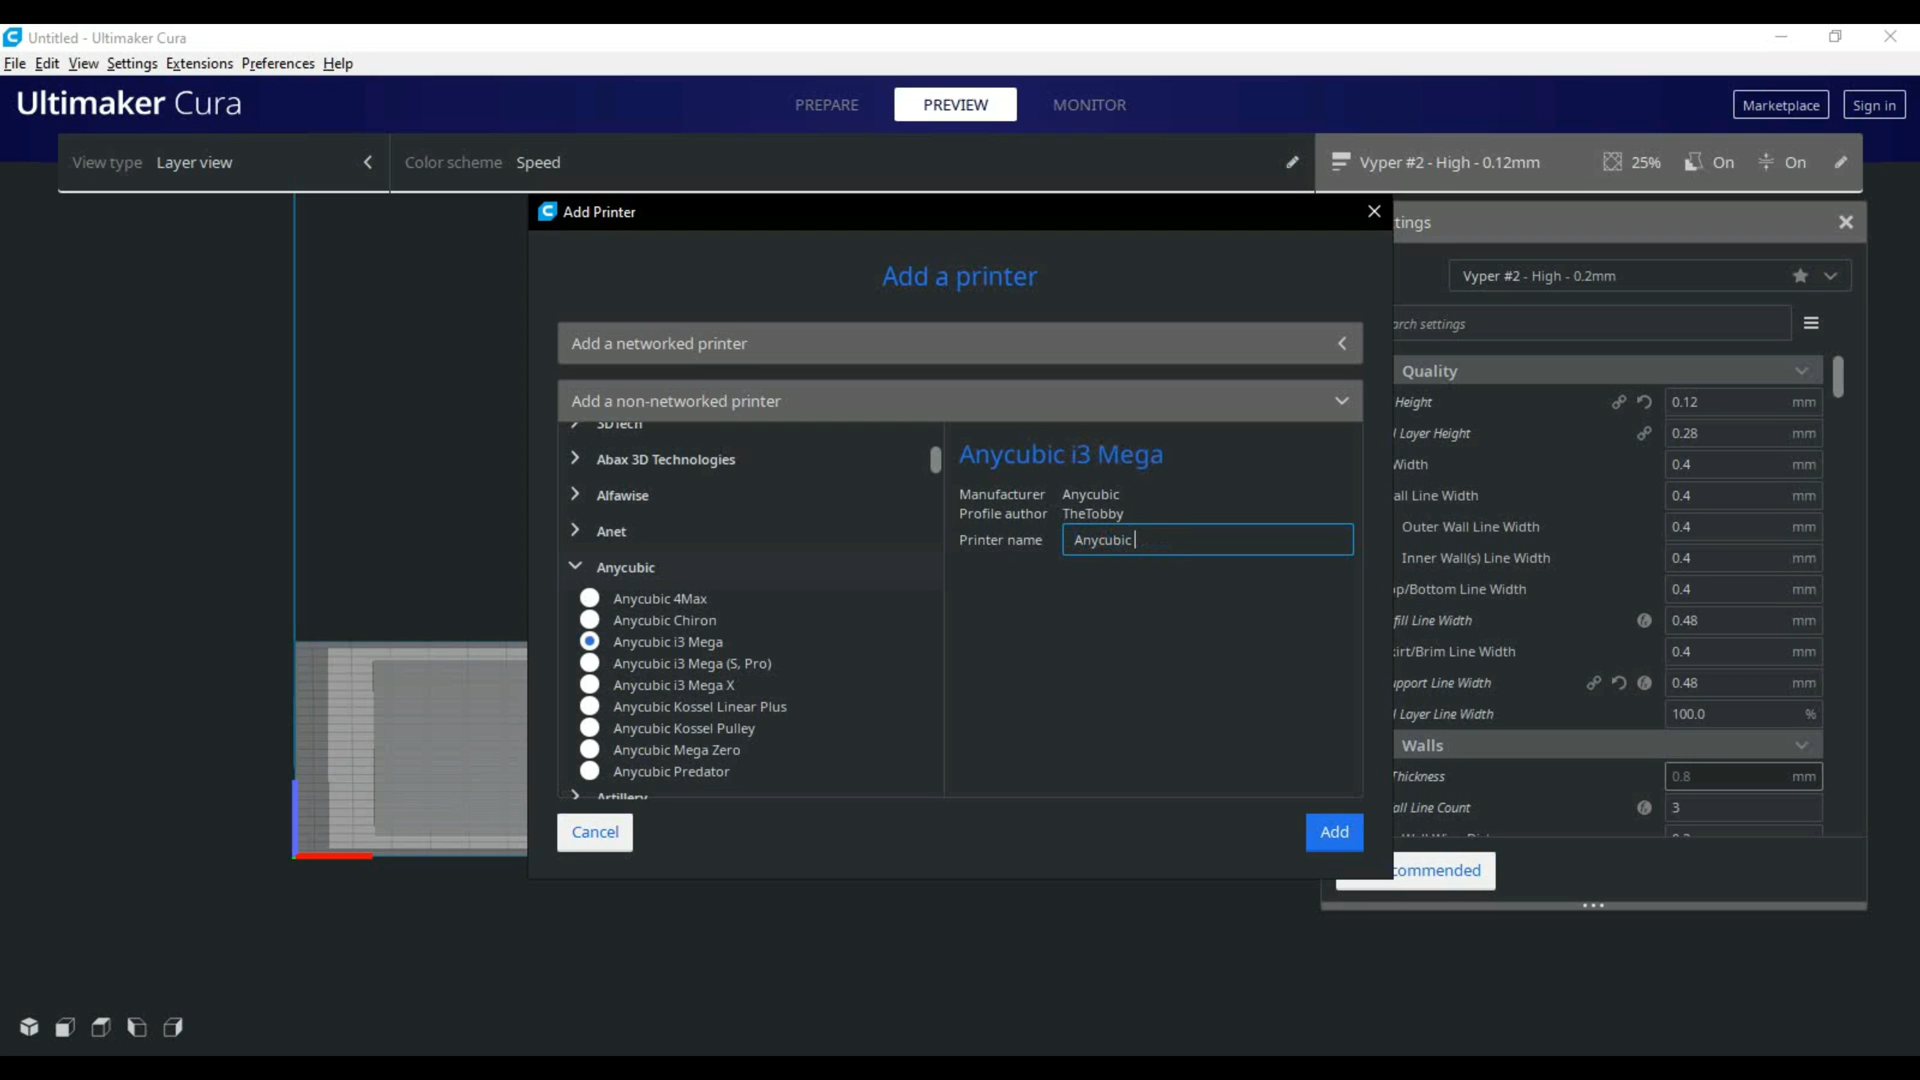 Untitled - Ultimaker Cura
File Edit View Settings Extensions Preferences Help
Ultimaker Cura
PREPARE PREVIEW MONITOR
Marketplace Sign in
View type Layer view
Color scheme Speed
Vyper #2 - High - 0.12mm 25% On On
Add Printer
Add a printer
Add a networked printer
Add a non-networked printer
3DTech
Abax 3D Technologies
Alfawise
Anet
Anycubic
Anycubic 4Max
Anycubic Chiron
Anycubic i3 Mega
Anycubic i3 Mega (S, Pro)
Anycubic i3 Mega X
Anycubic Kossel Linear Plus
Anycubic Kossel Pulley
Anycubic Mega Zero
Anycubic Predator
Artillery
Anycubic i3 Mega
Manufacturer Anycubic
Profile author TheTobby
Printer name Anycubic
Cancel Add
tings
Vyper #2 - High - 0.2mm
arch settings
Quality
Height 0.12 mm
l Layer Height 0.28 mm
Width 0.4 mm
all Line Width 0.4 mm
Outer Wall Line Width 0.4 mm
Inner Wall(s) Line Width 0.4 mm
op/Bottom Line Width 0.4 mm
fill Line Width 0.48 mm
kirt/Brim Line Width 0.4 mm
upport Line Width 0.48 mm
l Layer Line Width 100.0 %
Walls
Thickness 0.8 mm
all Line Count 3
commended